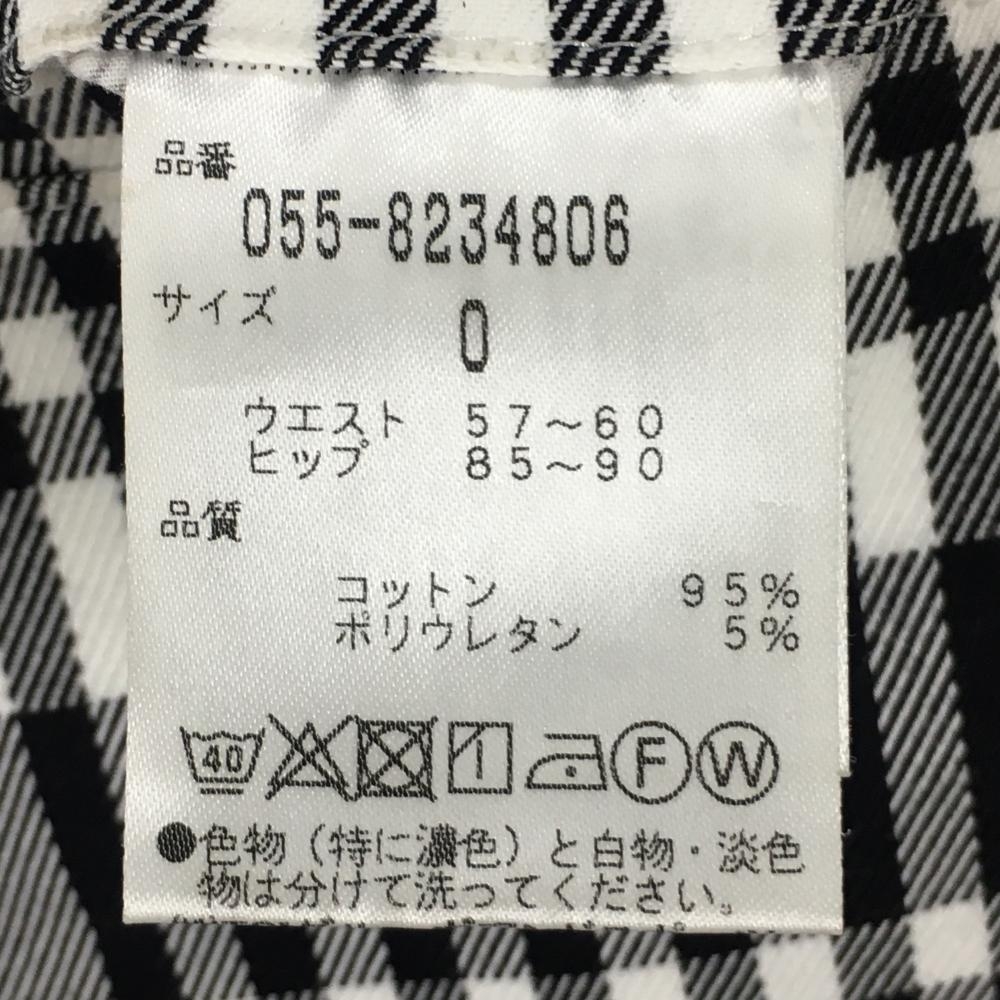 品番
055-8234806
サイズ
0
ウエスト 57～60
ヒップ 85～90
品質
コットン 95%
ポリウレタン 5%
40 F W
●色物（特に濃色）と白物・淡色
物は分けて洗ってください。